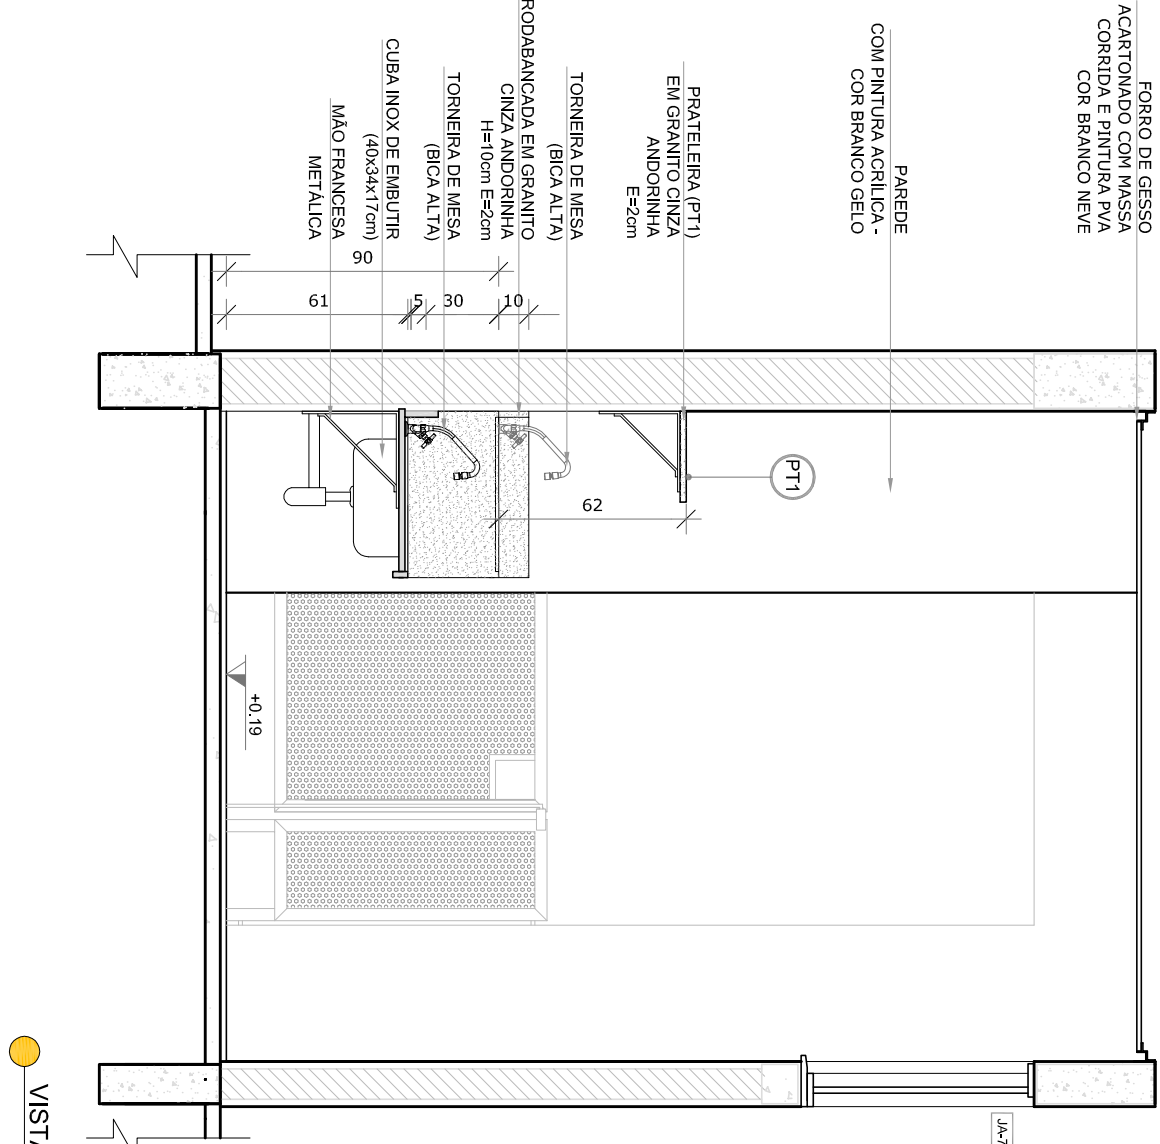 FORRO DE GESSO
ACARTONADO COM MASSA
CORRIDA E PINTURA PVA
COR BRANCO NEVE
PAREDE
COM PINTURA ACRÍLICA -
COR BRANCO GELO
PRATELEIRA (PT1)
EM GRANITO CINZA
ANDORINHA
E=2cm
TORNEIRA DE MESA
(BICA ALTA)
RODABANCADA EM GRANITO
CINZA ANDORINHA
H=10cm E=2cm
TORNEIRA DE MESA
(BICA ALTA)
CUBA INOX DE EMBUTIR
(40x34x17cm)
MÃO FRANCESA
METÁLICA
90
61
5
30
10
62
PT1
+0.19
JA-7
VISTA